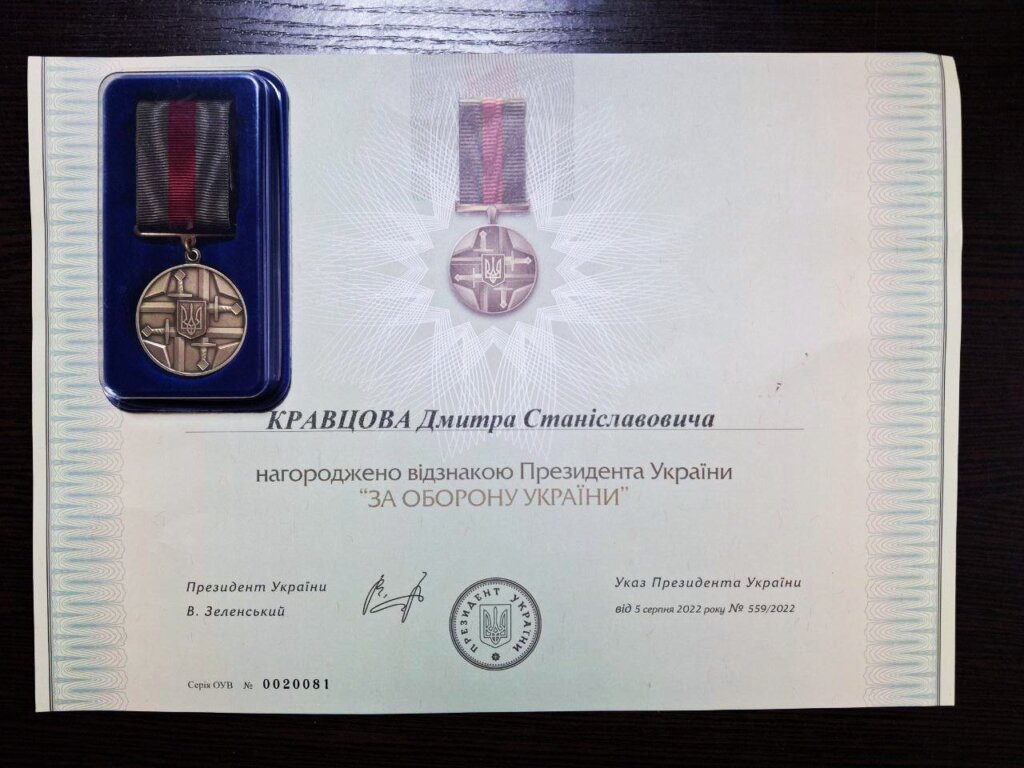 КРАВЦОВА Дмитра Станіславовича
нагороджено відзнакою Президента України
“ЗА ОБОРОНУ УКРАЇНИ”
Президент України
В. Зеленський
ПРЕЗИДЕНТ УКРАЇНИ
Указ Президента України
від 5 серпня 2022 року № 559/2022
Серія ОУВ № 0020081